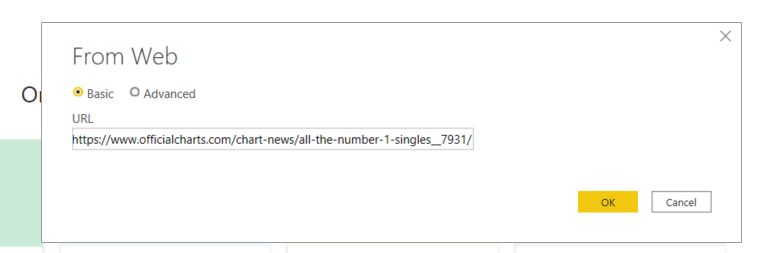 From Web
Basic Advanced
URL
https://www.officialcharts.com/chart-news/all-the-number-1-singles__7931/
OK Cancel